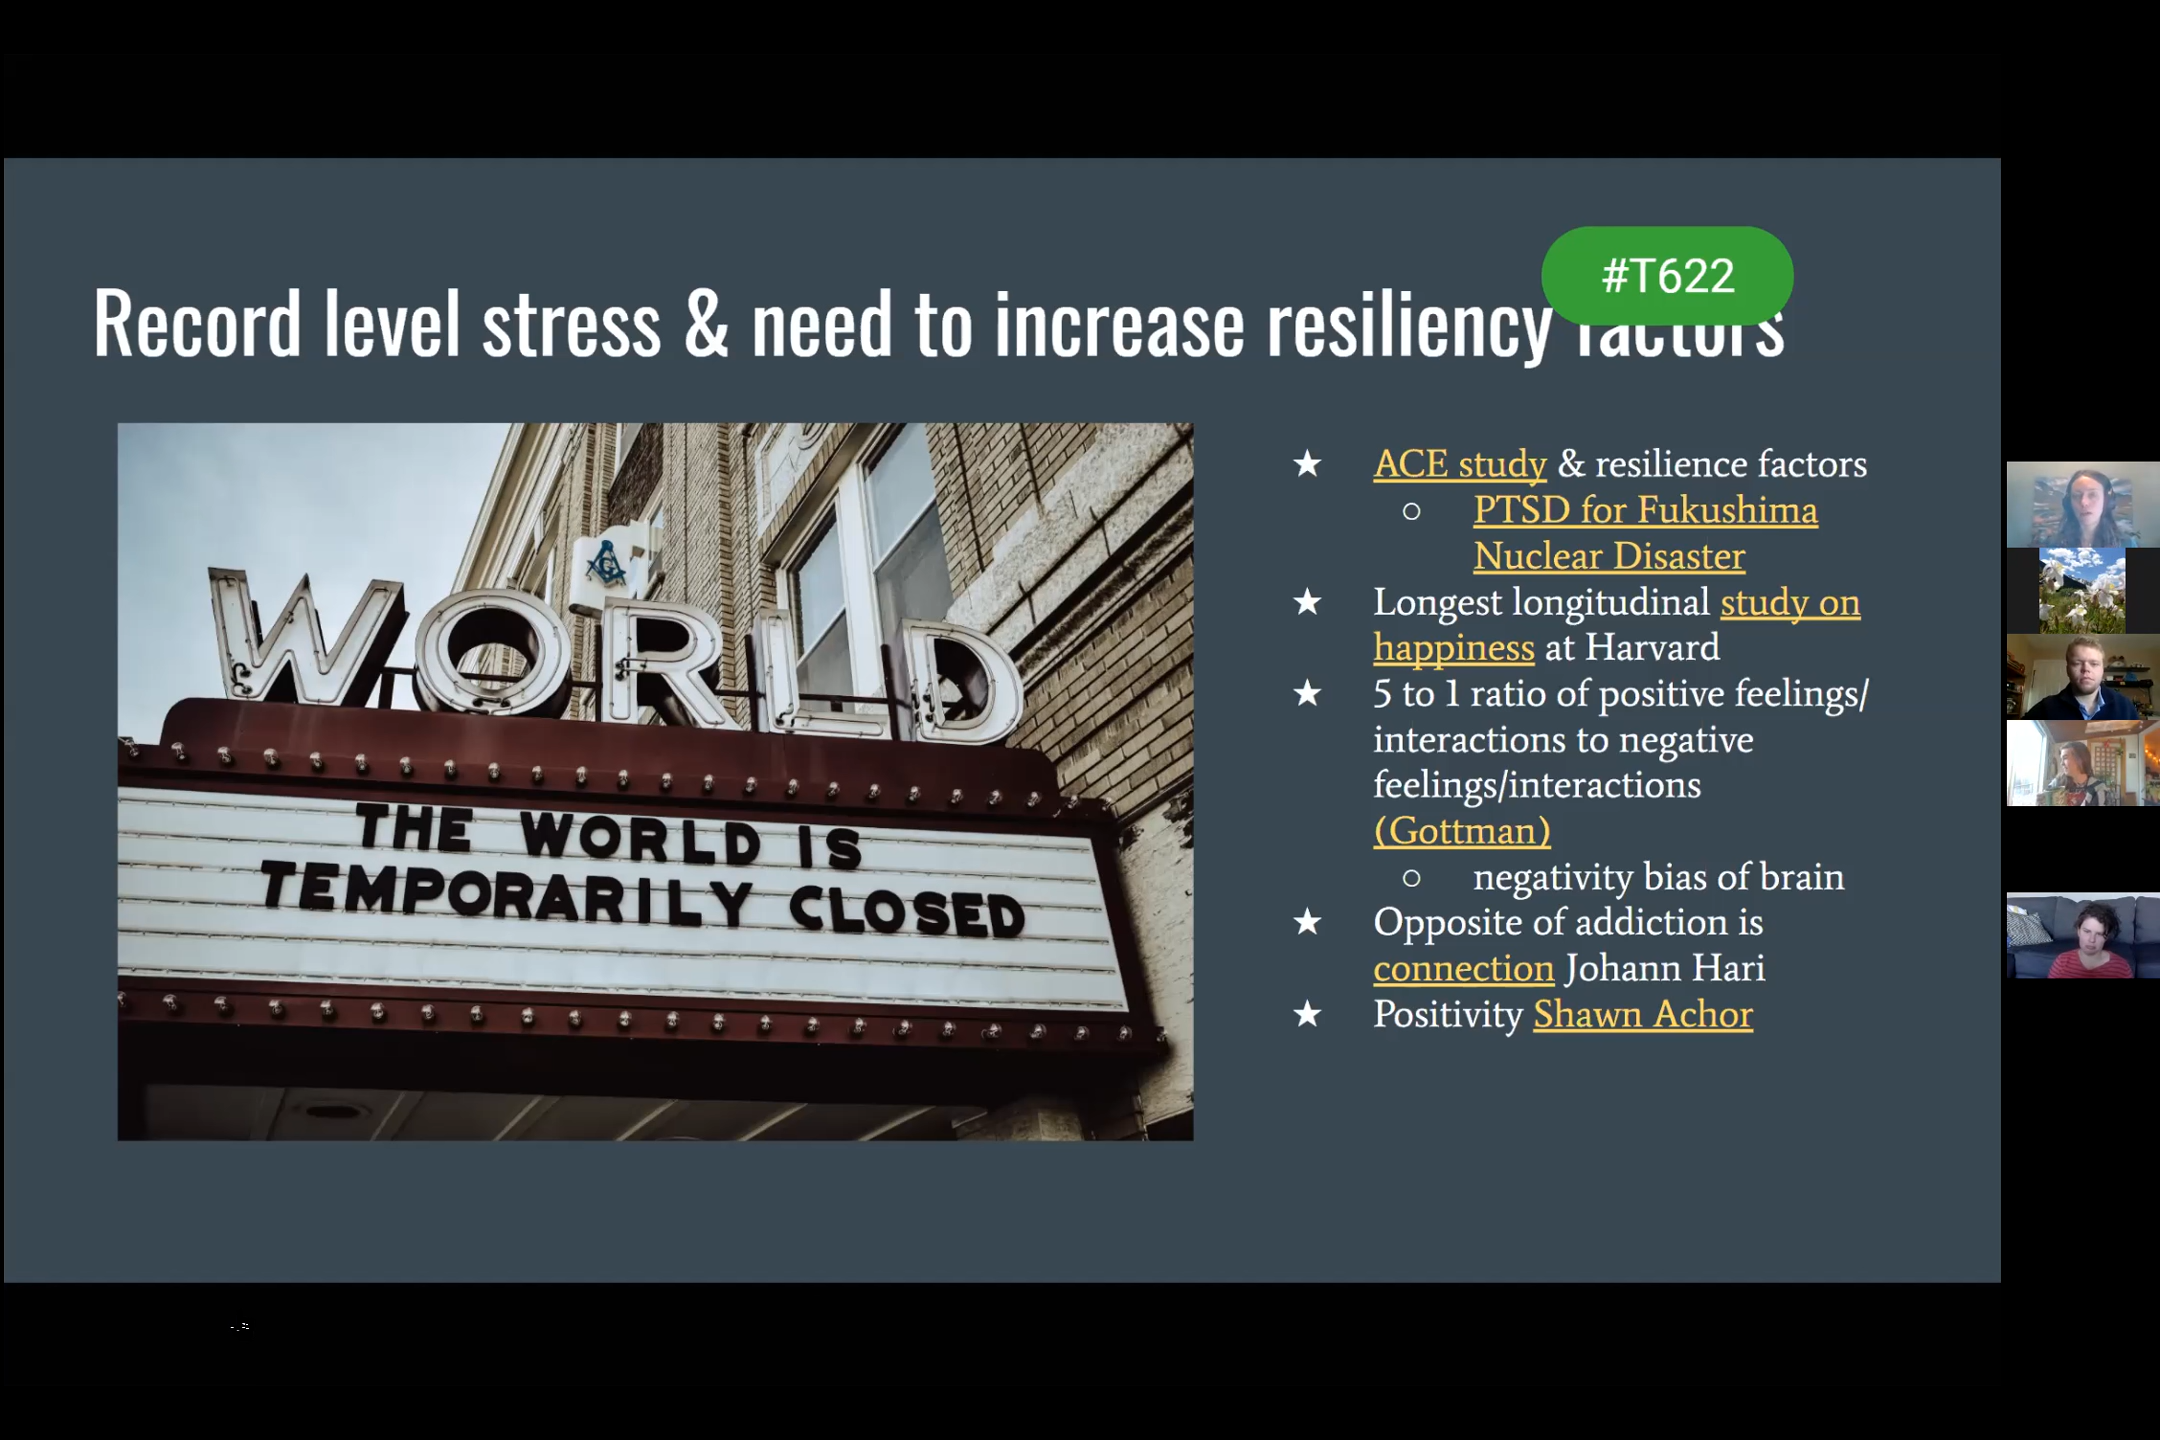 #T622
Record level stress & need to increase resiliency factors
WORLD
THE WORLD IS
TEMPORARILY CLOSED
G
★ ACE study & resilience factors
○ PTSD for Fukushima
Nuclear Disaster
★ Longest longitudinal study on
happiness at Harvard
★ 5 to 1 ratio of positive feelings/
interactions to negative
feelings/interactions
(Gottman)
○ negativity bias of brain
★ Opposite of addiction is
connection Johann Hari
★ Positivity Shawn Achor